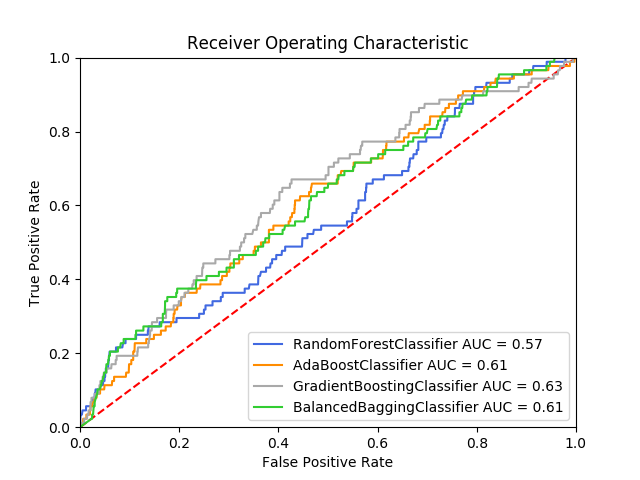 Receiver Operating Characteristic
True Positive Rate
1.0
0.8
0.6
0.4
0.2
0.0
RandomForestClassifier AUC = 0.57
AdaBoostClassifier AUC = 0.61
GradientBoostingClassifier AUC = 0.63
BalancedBaggingClassifier AUC = 0.61
0.0 0.2 0.4 0.6 0.8 1.0
False Positive Rate